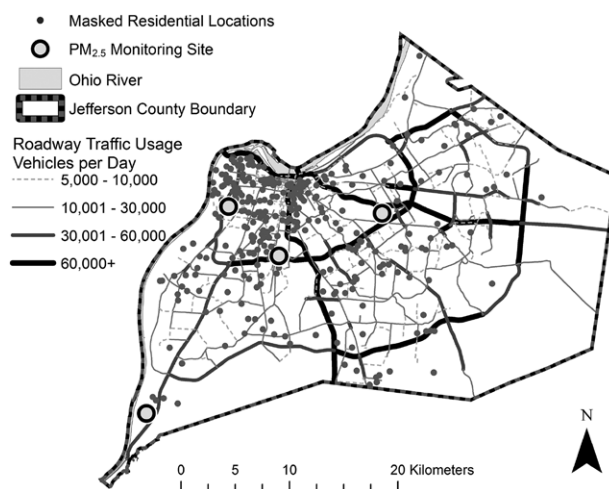 Masked Residential Locations
PM2.5 Monitoring Site
Ohio River
Jefferson County Boundary
Roadway Traffic Usage
Vehicles per Day
5,000 - 10,000
10,001 - 30,000
30,001 - 60,000
60,000+
N
0 5 10 20 Kilometers